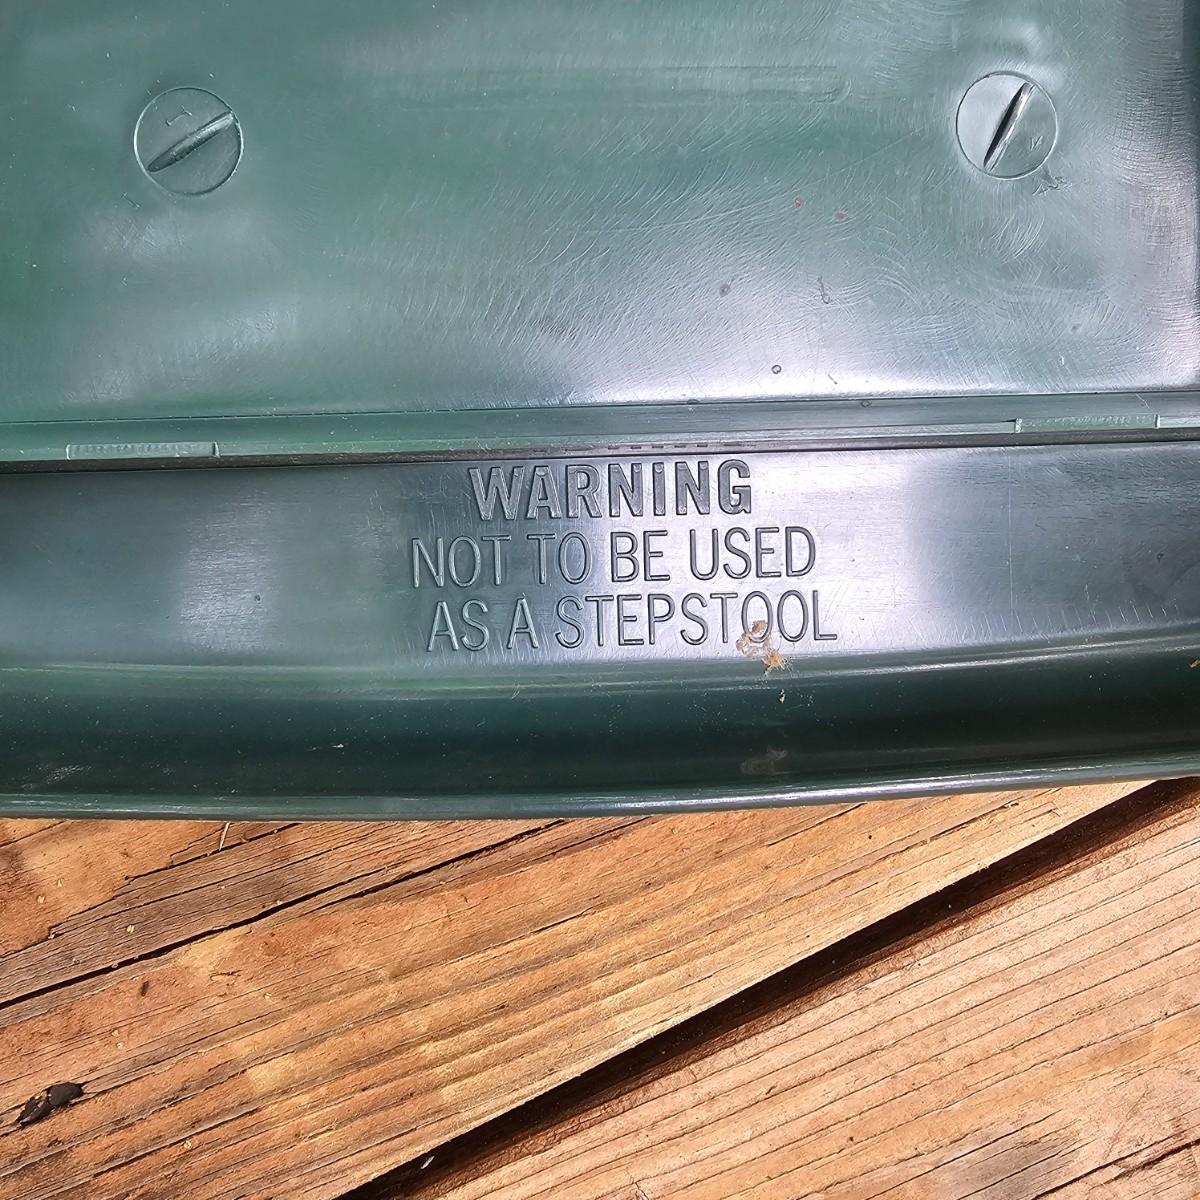 WARNING
NOT TO BE USED
AS A STEPSTOOL